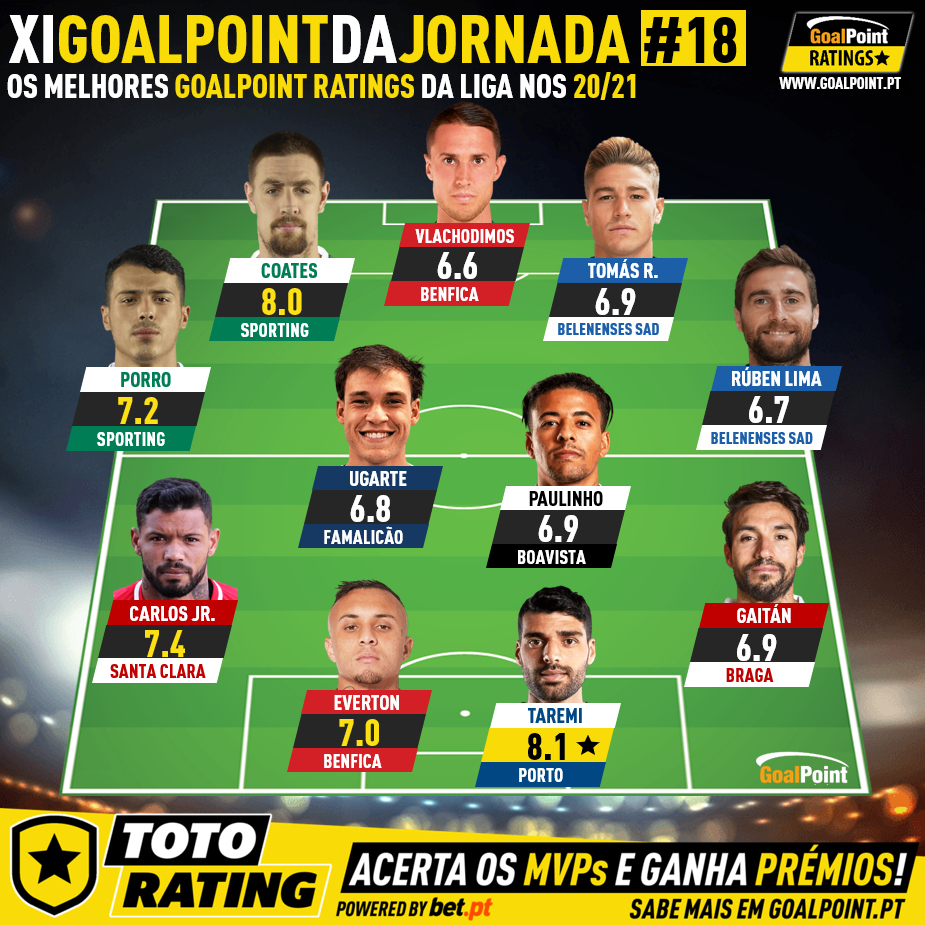 XIGOALPOINTDAJORNADA #18
OS MELHORES GOALPOINT RATINGS DA LIGA NOS 20/21
GoalPoint
RATINGS★
WWW.GOALPOINT.PT
VLACHODIMOS
6.6
BENFICA
COATES
8.0
SPORTING
TOMÁS R.
6.9
BELENENSES SAD
PORRO
7.2
SPORTING
RÚBEN LIMA
6.7
BELENENSES SAD
UGARTE
6.8
FAMALICÃO
PAULINHO
6.9
BOAVISTA
CARLOS JR.
7.4
SANTA CLARA
GAITÁN
6.9
BRAGA
EVERTON
7.0
BENFICA
TAREMI
8.1 ★
PORTO
GoalPoint
TOTO
RATING
ACERTA OS MVPs E GANHA PRÉMIOS!
POWERED BY bet.pt
SABE MAIS EM GOALPOINT.PT